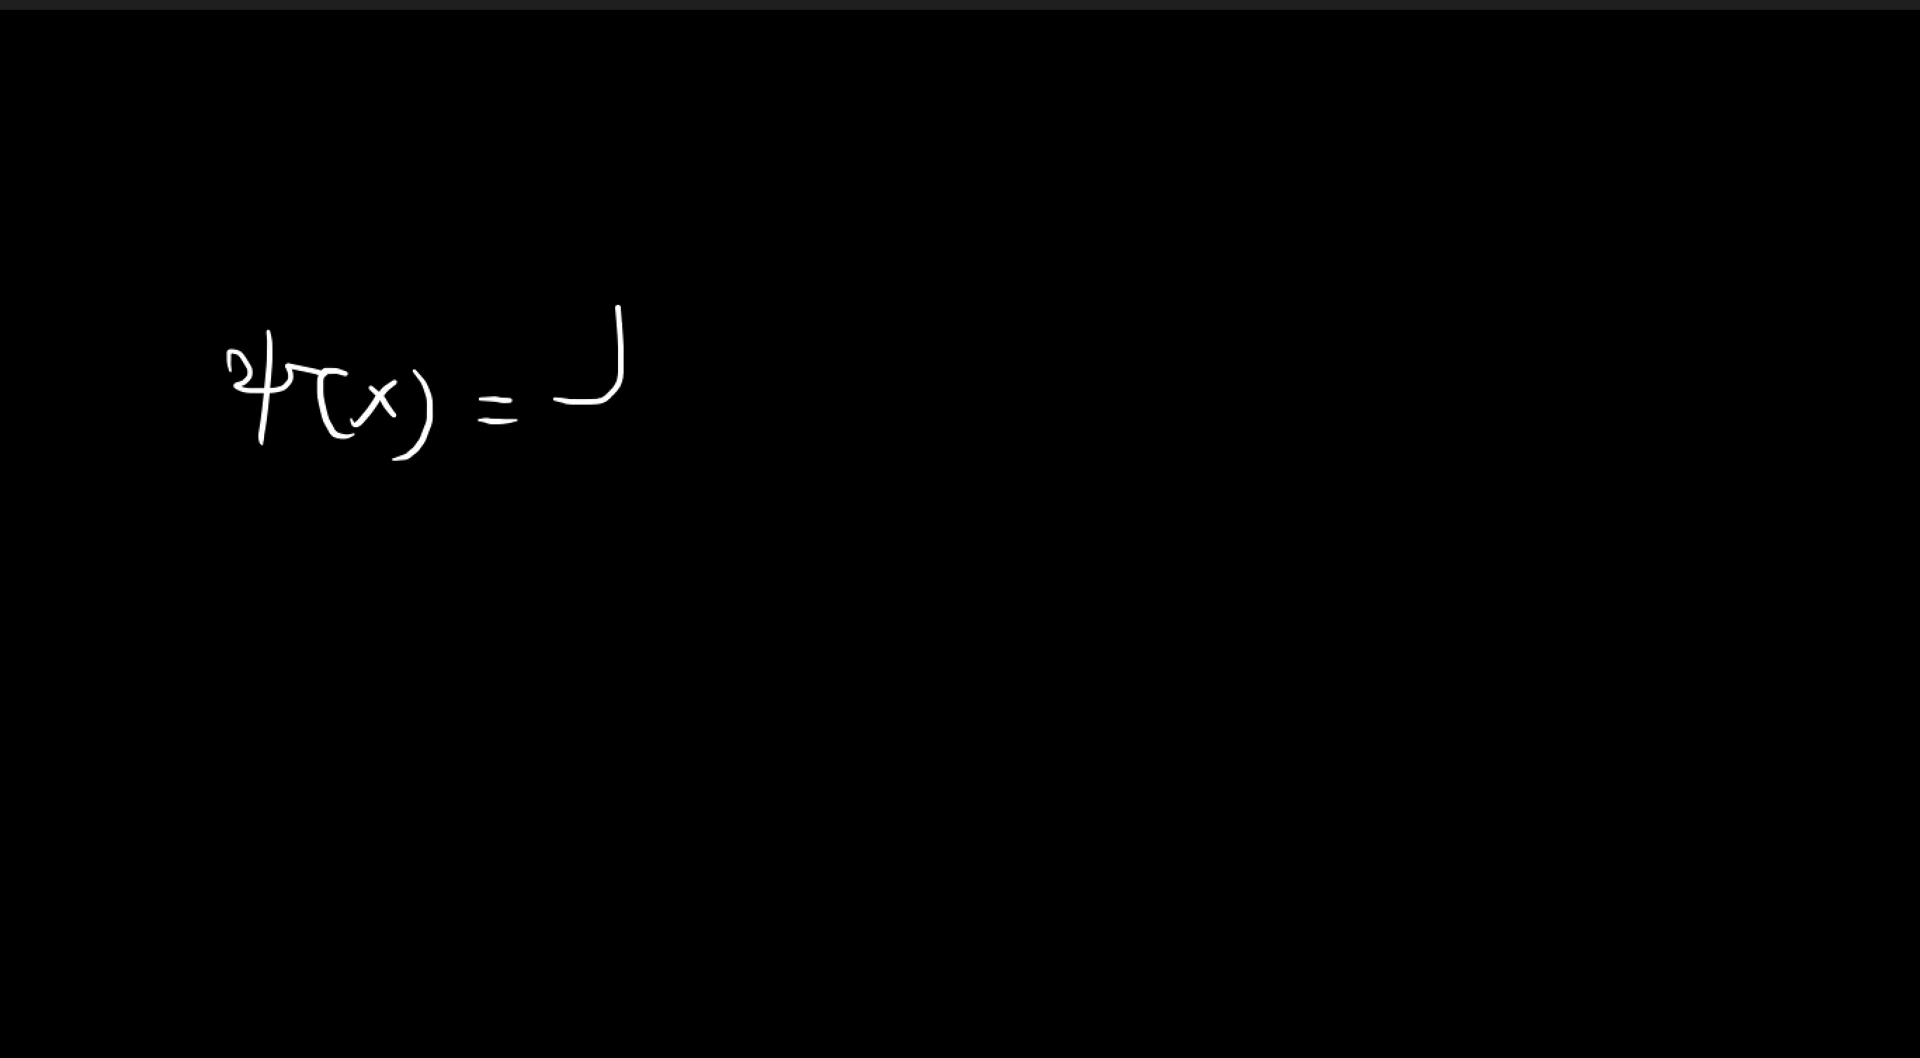 ψ(x) =